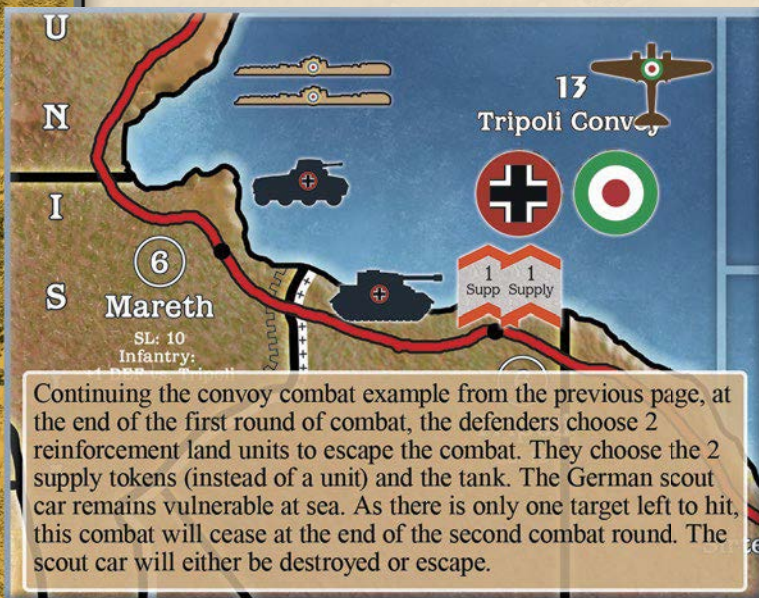 U
N
I
S
13
Tripoli Convoy
6
Mareth
SL: 10
Infantry:
1 Supp
1 Supply
Continuing the convoy combat example from the previous page, at
the end of the first round of combat, the defenders choose 2
reinforcement land units to escape the combat. They choose the 2
supply tokens (instead of a unit) and the tank. The German scout
car remains vulnerable at sea. As there is only one target left to hit,
this combat will cease at the end of the second combat round. The
scout car will either be destroyed or escape.